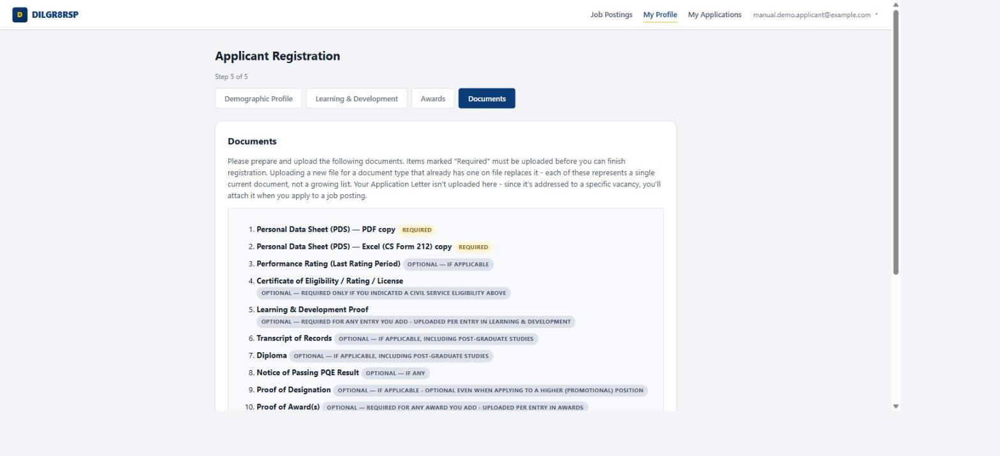 D DILGR8RSP
Job Postings My Profile My Applications manual.demo.applicant@example.com
Applicant Registration
Step 5 of 5
Demographic Profile Learning & Development Awards Documents
Documents
Please prepare and upload the following documents. Items marked "Required" must be uploaded before you can finish
registration. Uploading a new file for a document type that already has one on file replaces it - each of these represents a single
current document, not a growing list. Your Application Letter isn't uploaded here - since it's addressed to a specific vacancy, you'll
attach it when you apply to a job posting.
1. Personal Data Sheet (PDS) — PDF copy REQUIRED
2. Personal Data Sheet (PDS) — Excel (CS Form 212) copy REQUIRED
3. Performance Rating (Last Rating Period) OPTIONAL — IF APPLICABLE
4. Certificate of Eligibility / Rating / License
OPTIONAL — REQUIRED ONLY IF YOU INDICATED A CIVIL SERVICE ELIGIBILITY ABOVE
5. Learning & Development Proof
OPTIONAL — REQUIRED FOR ANY ENTRY YOU ADD - UPLOADED PER ENTRY IN LEARNING & DEVELOPMENT
6. Transcript of Records OPTIONAL — IF APPLICABLE, INCLUDING POST-GRADUATE STUDIES
7. Diploma OPTIONAL — IF APPLICABLE, INCLUDING POST-GRADUATE STUDIES
8. Notice of Passing PQE Result OPTIONAL — IF ANY
9. Proof of Designation OPTIONAL — IF APPLICABLE - OPTIONAL EVEN WHEN APPLYING TO A HIGHER (PROMOTIONAL) POSITION
10. Proof of Award(s) OPTIONAL — REQUIRED FOR ANY AWARD YOU ADD - UPLOADED PER ENTRY IN AWARDS